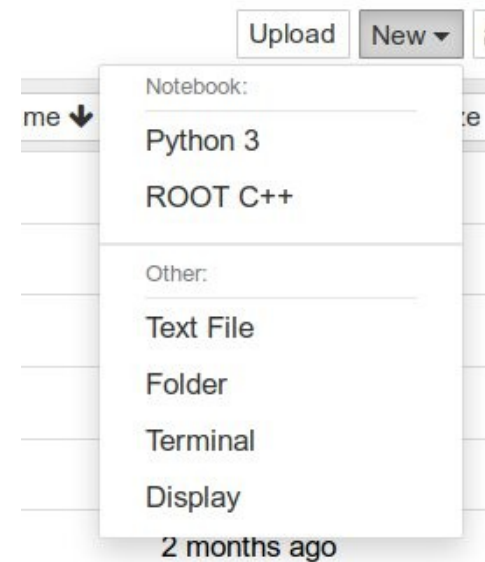 Upload New
Notebook:
me
Python 3
ROOT C++
Other:
Text File
Folder
Terminal
Display
2 months ago